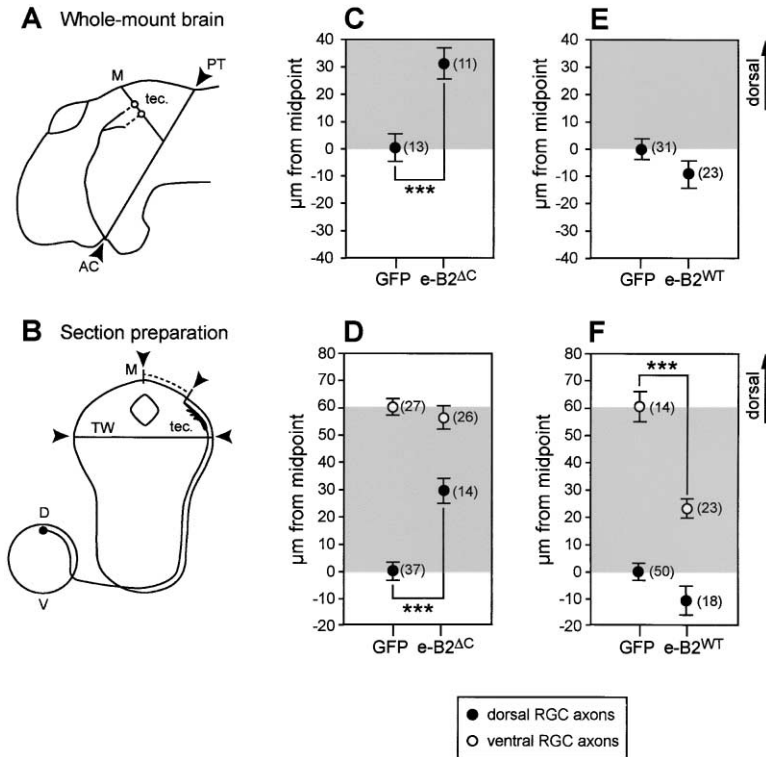 A Whole-mount brain
M
PT
tec.
AC
B Section preparation
M
TW
tec.
D
V
C
µm from midpoint
40
30
20
10
0
-10
-20
-30
-40
(11)
(13)
***
GFP e-B2ΔC
E
µm from midpoint
40
30
20
10
0
-10
-20
-30
-40
(31)
(23)
GFP e-B2WT
dorsal
D
µm from midpoint
80
70
60
50
40
30
20
10
0
-10
-20
(27)
(26)
(14)
(37)
***
GFP e-B2ΔC
F
µm from midpoint
80
70
60
50
40
30
20
10
0
-10
-20
***
(14)
(23)
(50)
(18)
GFP e-B2WT
dorsal
dorsal RGC axons
ventral RGC axons